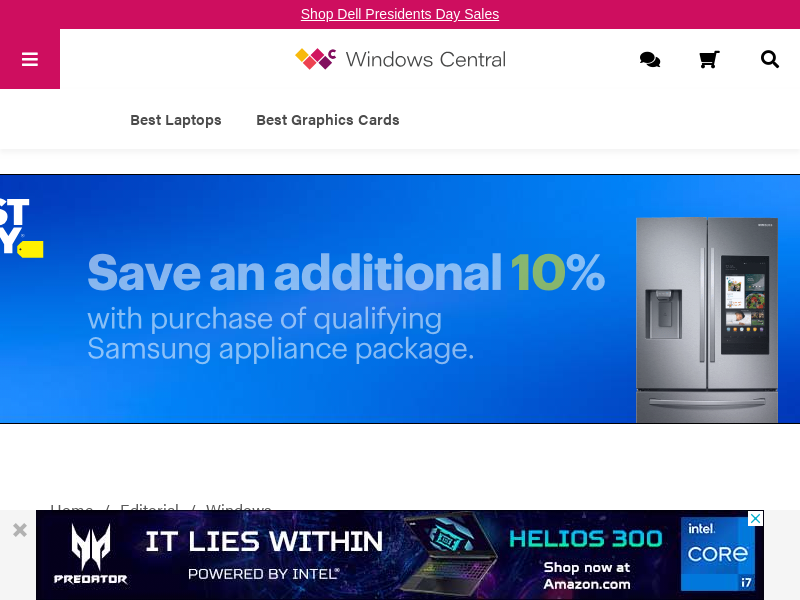 Shop Dell Presidents Day Sales
Windows Central
Best Laptops
Best Graphics Cards
Save an additional 10%
with purchase of qualifying
Samsung appliance package.
Home / Editorial / Windows
PREDATOR
IT LIES WITHIN
POWERED BY INTEL®
HELIOS 300
Shop now at
Amazon.com
intel.
CORE
i7